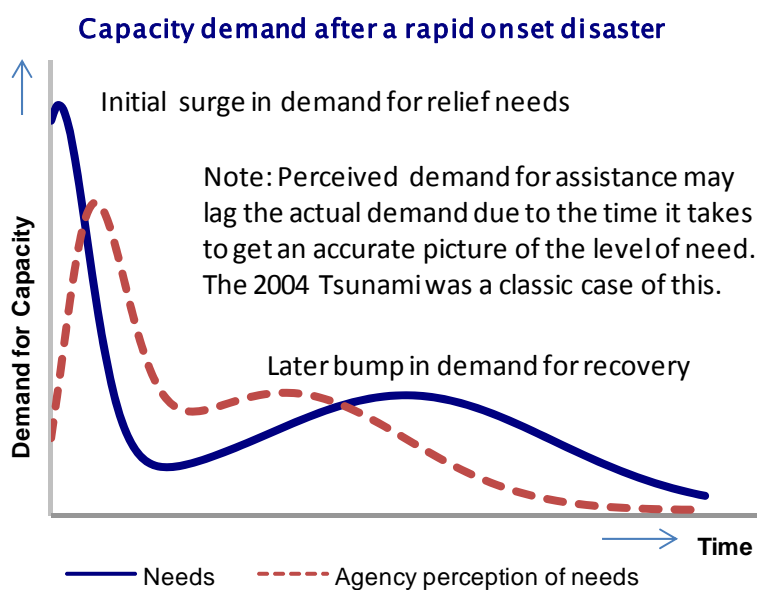 Capacity demand after a rapid onset disaster
Initial surge in demand for relief needs
Note: Perceived demand for assistance may
lag the actual demand due to the time it takes
to get an accurate picture of the level of need.
The 2004 Tsunami was a classic case of this.
Later bump in demand for recovery
Demand for Capacity
Time
Needs
Agency perception of needs